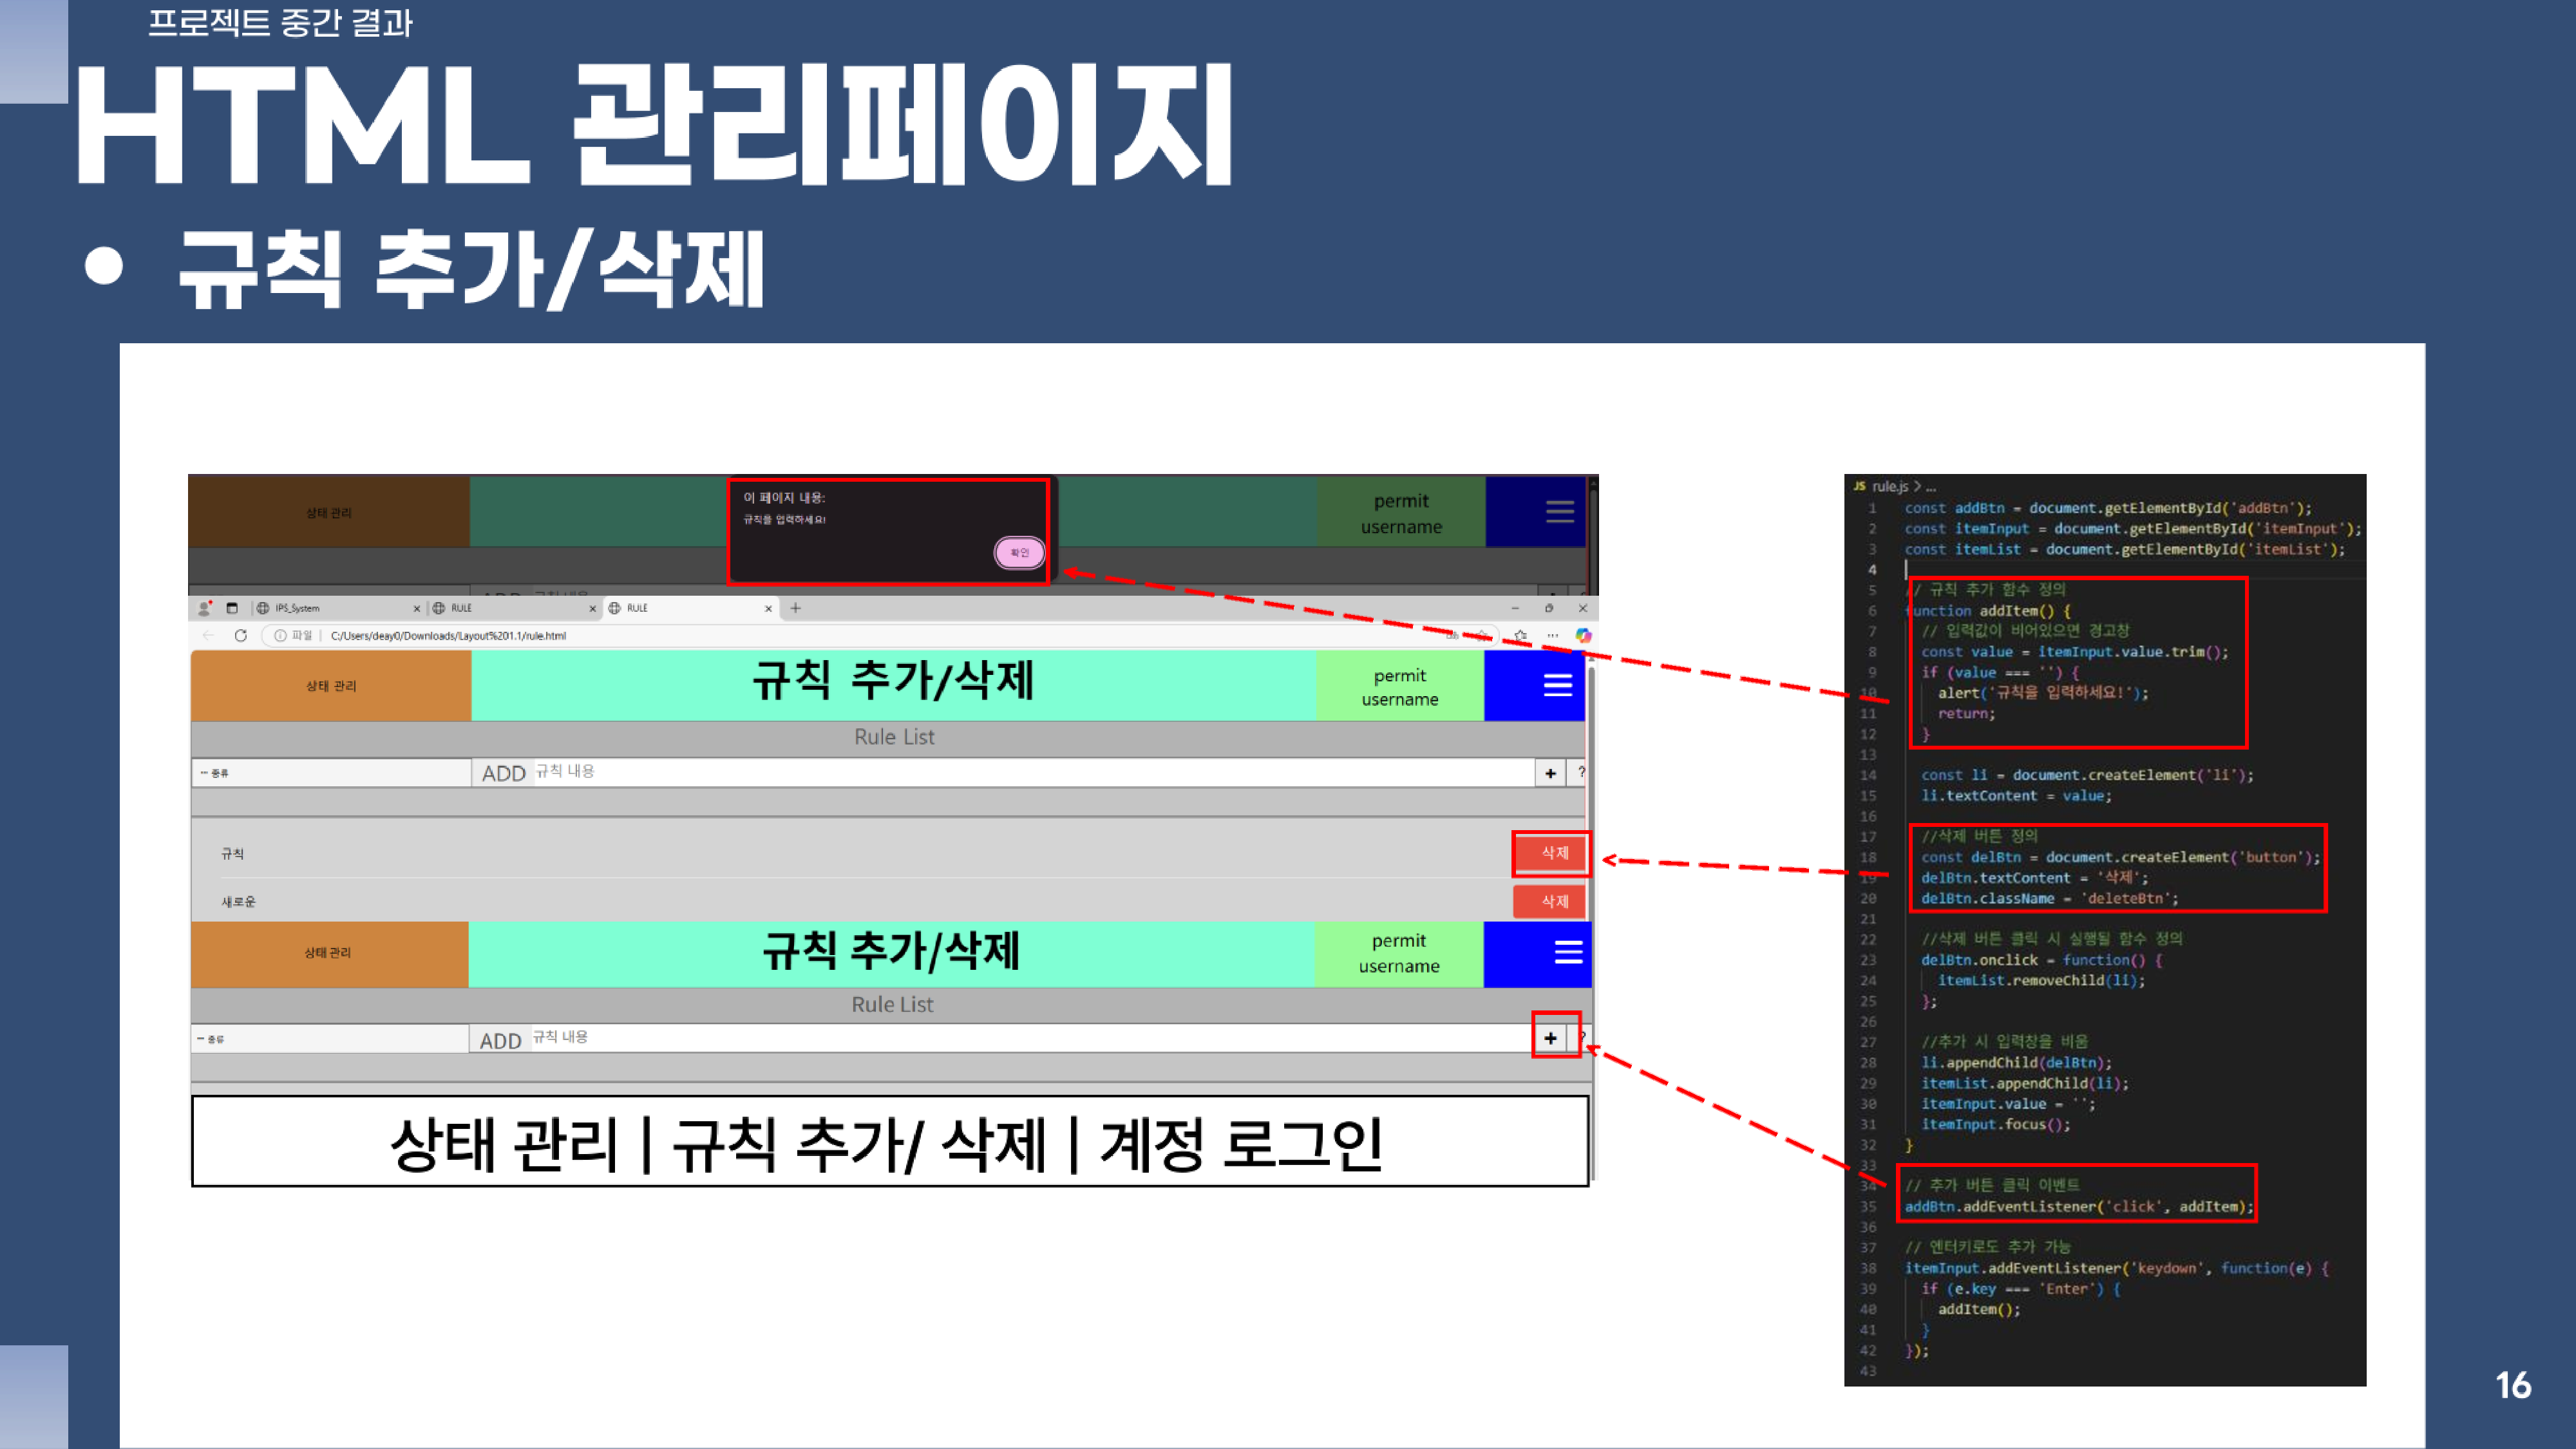 프로젝트 중간 결과
HTML 관리페이지
• 규칙 추가/삭제
상태 관리
이 페이지 내용:
규칙을 입력하세요!
확인
permit
username
IPS_System
RULE
RULE
파일
C:/Users/deay0/Downloads/Layout%201.1/rule.html
상태 관리
규칙 추가/삭제
permit
username
Rule List
-- 종류
ADD 규칙 내용
+ ?
규칙 삭제
새로운 삭제
상태 관리
규칙 추가/삭제
permit
username
Rule List
-- 종류
ADD 규칙 내용
+ ?
상태 관리 | 규칙 추가/ 삭제 | 계정 로그인
JS rule.js > ...
1 const addBtn = document.getElementById('addBtn');
2 const itemInput = document.getElementById('itemInput');
3 const itemList = document.getElementById('itemList');
4
5 // 규칙 추가 함수 정의
6 function addItem() {
7 // 입력값이 비어있으면 경고창
8 const value = itemInput.value.trim();
9 if (value === '') {
10 alert('규칙을 입력하세요!');
11 return;
12 }
13
14 const li = document.createElement('li');
15 li.textContent = value;
16
17 //삭제 버튼 정의
18 const delBtn = document.createElement('button');
19 delBtn.textContent = '삭제';
20 delBtn.className = 'deleteBtn';
21
22 //삭제 버튼 클릭 시 실행될 함수 정의
23 delBtn.onclick = function() {
24 itemList.removeChild(li);
25 };
26
27 //추가 시 입력창을 비움
28 li.appendChild(delBtn);
29 itemList.appendChild(li);
30 itemInput.value = '';
31 itemInput.focus();
32 }
33
34 // 추가 버튼 클릭 이벤트
35 addBtn.addEventListener('click', addItem);
36
37 // 엔터키로도 추가 가능
38 itemInput.addEventListener('keydown', function(e) {
39 if (e.key === 'Enter') {
40 addItem();
41 }
42 });
43
16